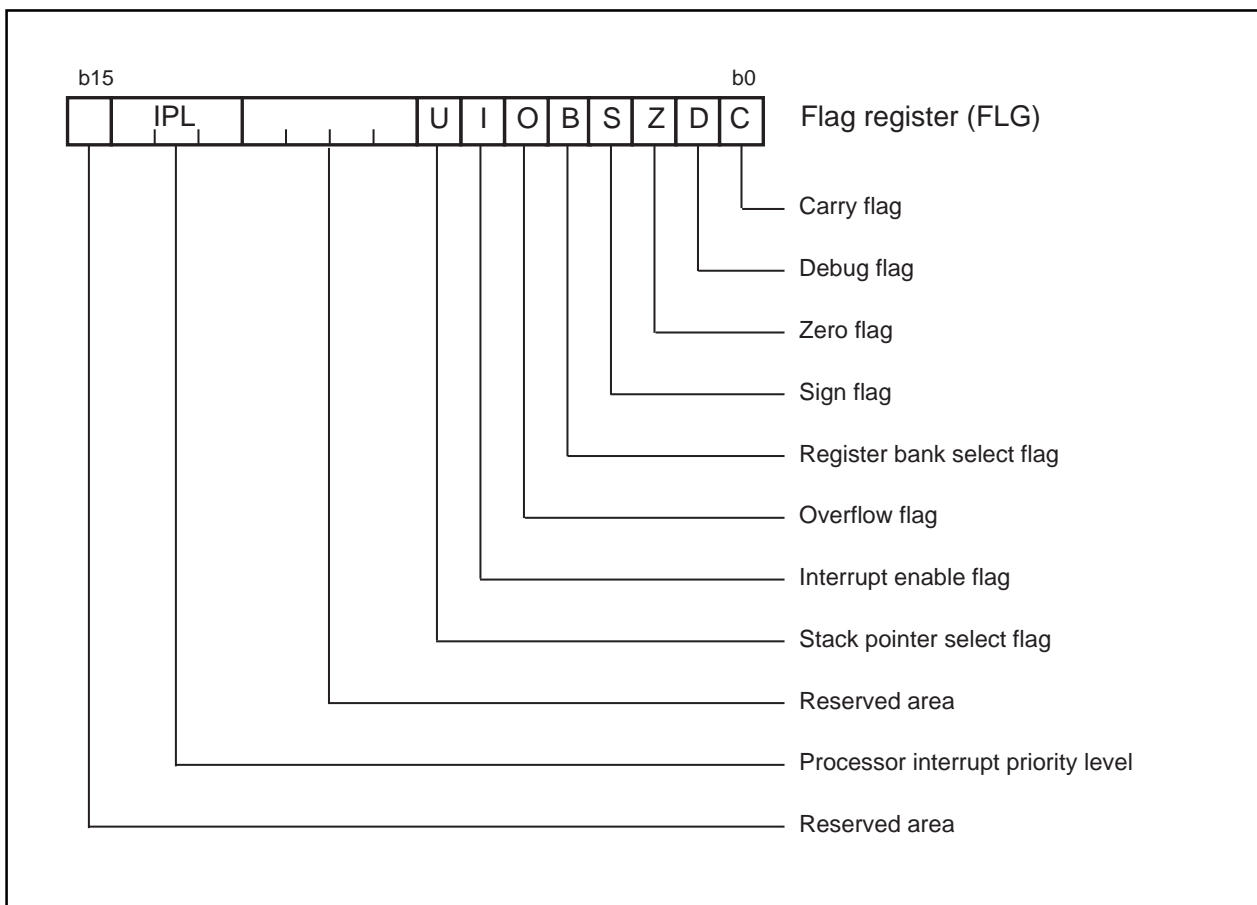 b15 b0
IPL U I O B S Z D C Flag register (FLG)
Carry flag
Debug flag
Zero flag
Sign flag
Register bank select flag
Overflow flag
Interrupt enable flag
Stack pointer select flag
Reserved area
Processor interrupt priority level
Reserved area